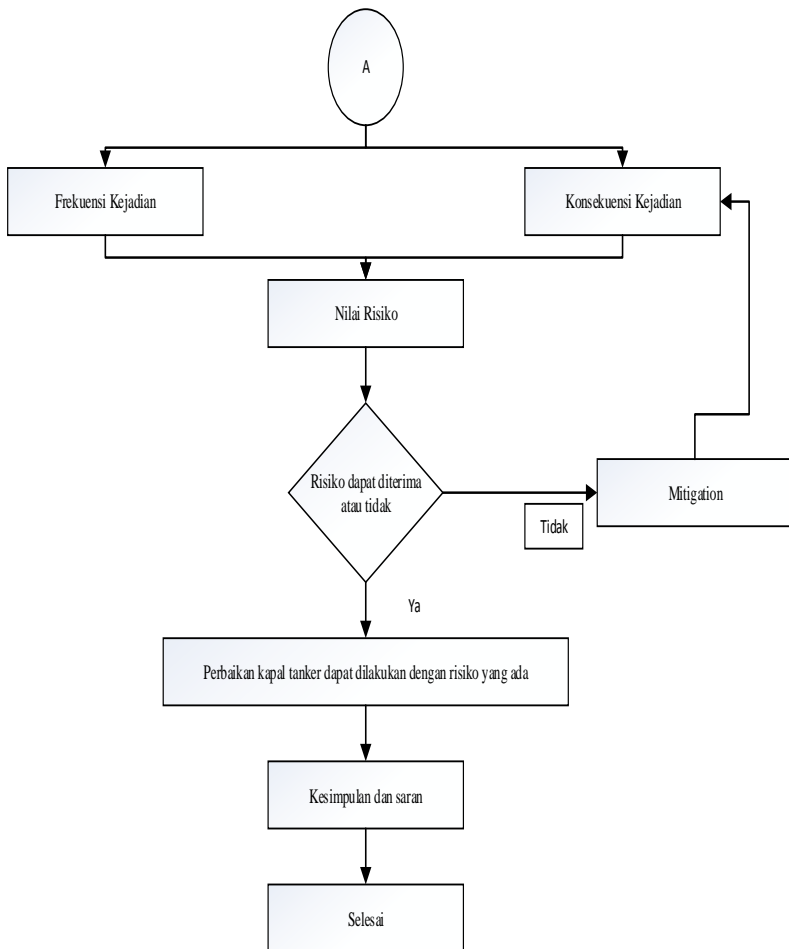 A
Frekuensi Kejadian
Konsekuensi Kejadian
Nilai Risiko
Risiko dapat diterima
atau tidak
Mitigation
Tidak
Ya
Perbaikan kapal tanker dapat dilakukan dengan risiko yang ada
Kesimpulan dan saran
Selesai